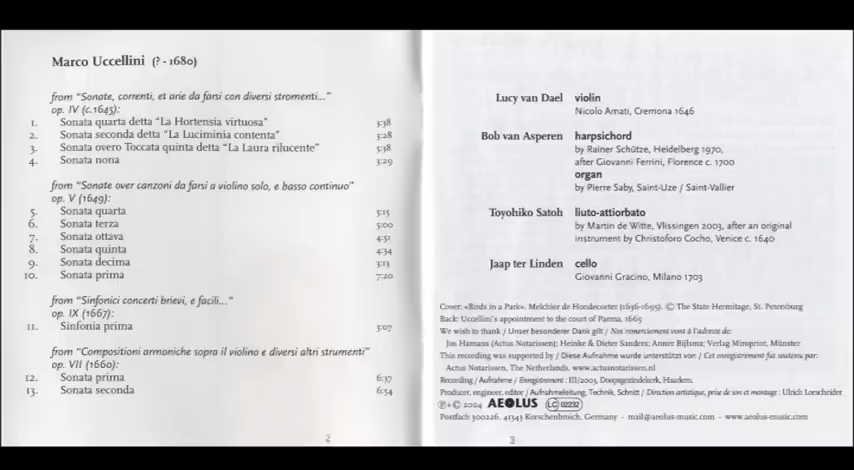 Marco Uccellini (? - 1680)
from "Sonate, correnti, et arie da farsi con diversi stromenti..."
op. IV (c.1645):
1. Sonata quarta detta "La Hortensia virtuosa" 3:38
2. Sonata seconda detta "La Luciminia contenta" 3:28
3. Sonata overo Toccata quinta detta "La Laura rilucente" 5:38
4. Sonata nona 3:29
from "Sonate over canzoni da farsi a violino solo, e basso continuo"
op. V (1649):
5. Sonata quarta 5:15
6. Sonata terza 5:00
7. Sonata ottava 4:51
8. Sonata quinta 4:34
9. Sonata decima 3:13
10. Sonata prima 7:20
from "Sinfonici concerti brievi, e facili..."
op. IX (1667):
11. Sinfonia prima 3:07
from "Compositioni armoniche sopra il violino e diversi altri strumenti"
op. VII (1660):
12. Sonata prima 6:37
13. Sonata seconda 6:54
2
Lucy van Dael violin
Nicolo Amati, Cremona 1646
Bob van Asperen harpsichord
by Rainer Schütze, Heidelberg 1970,
after Giovanni Ferrini, Florence c. 1700
organ
by Pierre Saby, Saint-Uze / Saint-Vallier
Toyohiko Satoh liuto-attiorbato
by Martin de Witte, Vlissingen 2003, after an original
instrument by Christoforo Cocho, Venice c. 1640
Jaap ter Linden cello
Giovanni Gracino, Milano 1703
Cover: «Birds in a Park», Melchior de Hondecoeter (1636-1695). © The State Hermitage, St. Petersburg
Back: Uccellini's appointment to the court of Parma, 1665
We wish to thank / Unser besonderer Dank gilt / Nos remerciement vont à l'adresse de:
Jos Hamans (Actus Notarissen); Heinke & Dieter Sanders; Anner Bijlsma; Verlag Mieroprint, Münster
This recording was supported by / Diese Aufnahme wurde unterstützt von / Cet enregistrement fut soutenu par:
Actus Notarissen, The Netherlands, www.actusnotarissen.nl
Recording / Aufnahme / Enregistrement: III/2003, Doopsgezindekerk, Haarlem.
Producer, engineer, editor / Aufnahmeleitung, Technik, Schnitt / Direction artistique, prise de son et montage: Ulrich Lorscheider
℗+© 2004 AEOLUS LC 02232
Postfach 300226, 41343 Korschenbroich, Germany - mail@aeolus-music.com - www.aeolus-music.com
3